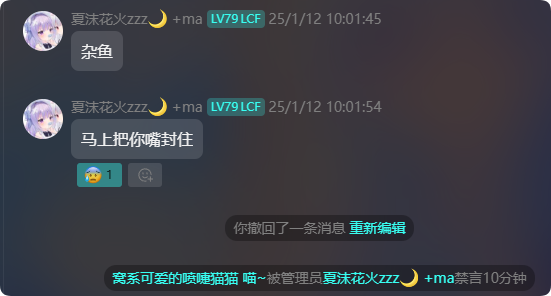 夏沫花火zzz🌙 +ma LV79 LCF 25/1/12 10:01:45
杂鱼
夏沫花火zzz🌙 +ma LV79 LCF 25/1/12 10:01:54
马上把你嘴封住
😰 1
你撤回了一条消息 重新编辑
窝系可爱的喷嚏猫猫 喵~被管理员夏沫花火zzz🌙 +ma禁言10分钟